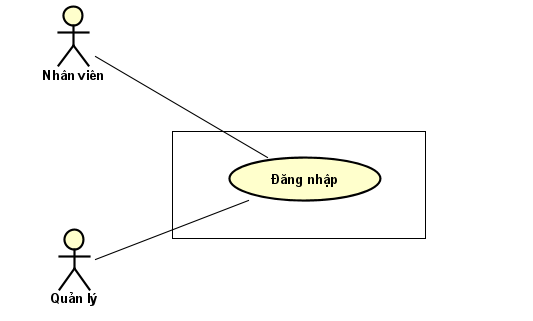 Nhân viên
Đăng nhập
Quản lý